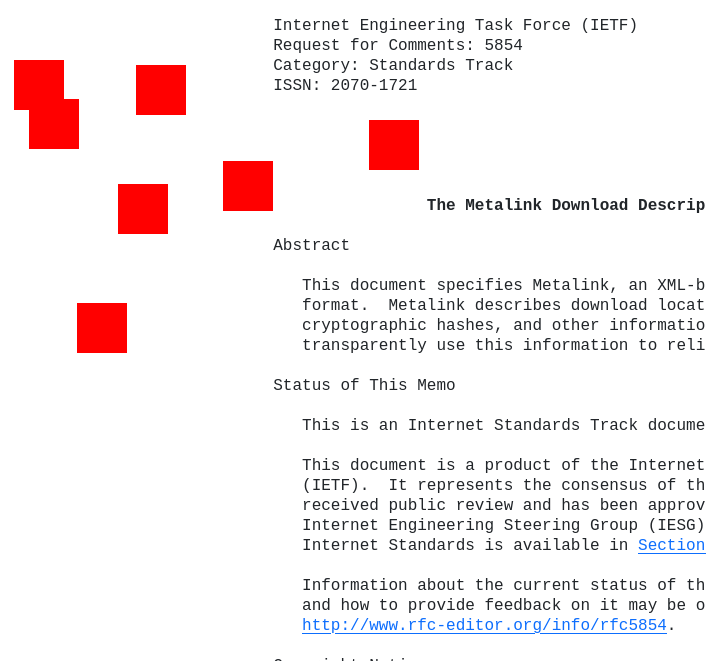 Internet Engineering Task Force (IETF)
Request for Comments: 5854
Category: Standards Track
ISSN: 2070-1721
The Metalink Download Descrip
Abstract
This document specifies Metalink, an XML-b
format.  Metalink describes download locat
cryptographic hashes, and other informatio
transparently use this information to reli
Status of This Memo
This is an Internet Standards Track docume
This document is a product of the Internet
(IETF).  It represents the consensus of th
received public review and has been approv
Internet Engineering Steering Group (IESG)
Internet Standards is available in Section
Information about the current status of th
and how to provide feedback on it may be o
http://www.rfc-editor.org/info/rfc5854.